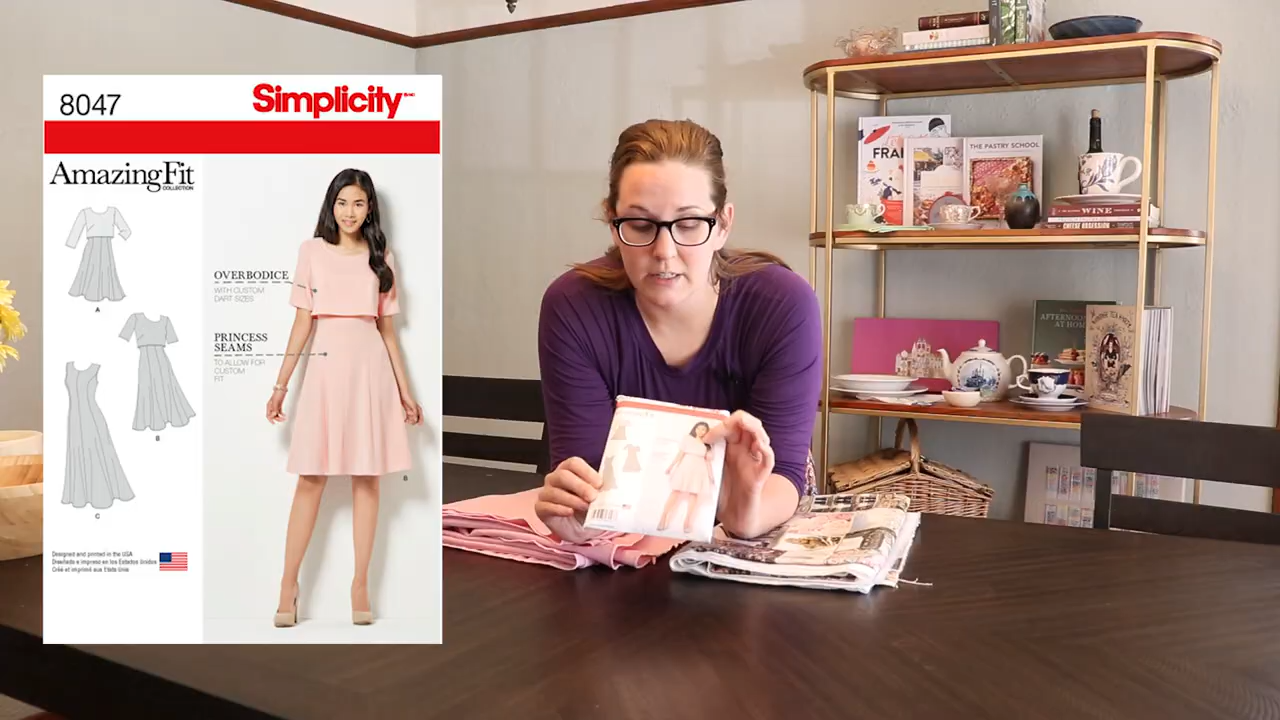 8047
Simplicity
AmazingFit
COLLECTION
A
B
C
Designed and printed in the USA
Diseñado e impreso en los Estados Unidos
Créé et imprimé aux États Unis
OVERBODICE
WITH CUSTOM
DART SIZES
PRINCESS
SEAMS
TO ALLOW FOR
CUSTOM
FIT
B
FRA
THE PASTRY SCHOOL
WINE
CHEESE OBSESSION
AFTERNOON
AT HOME